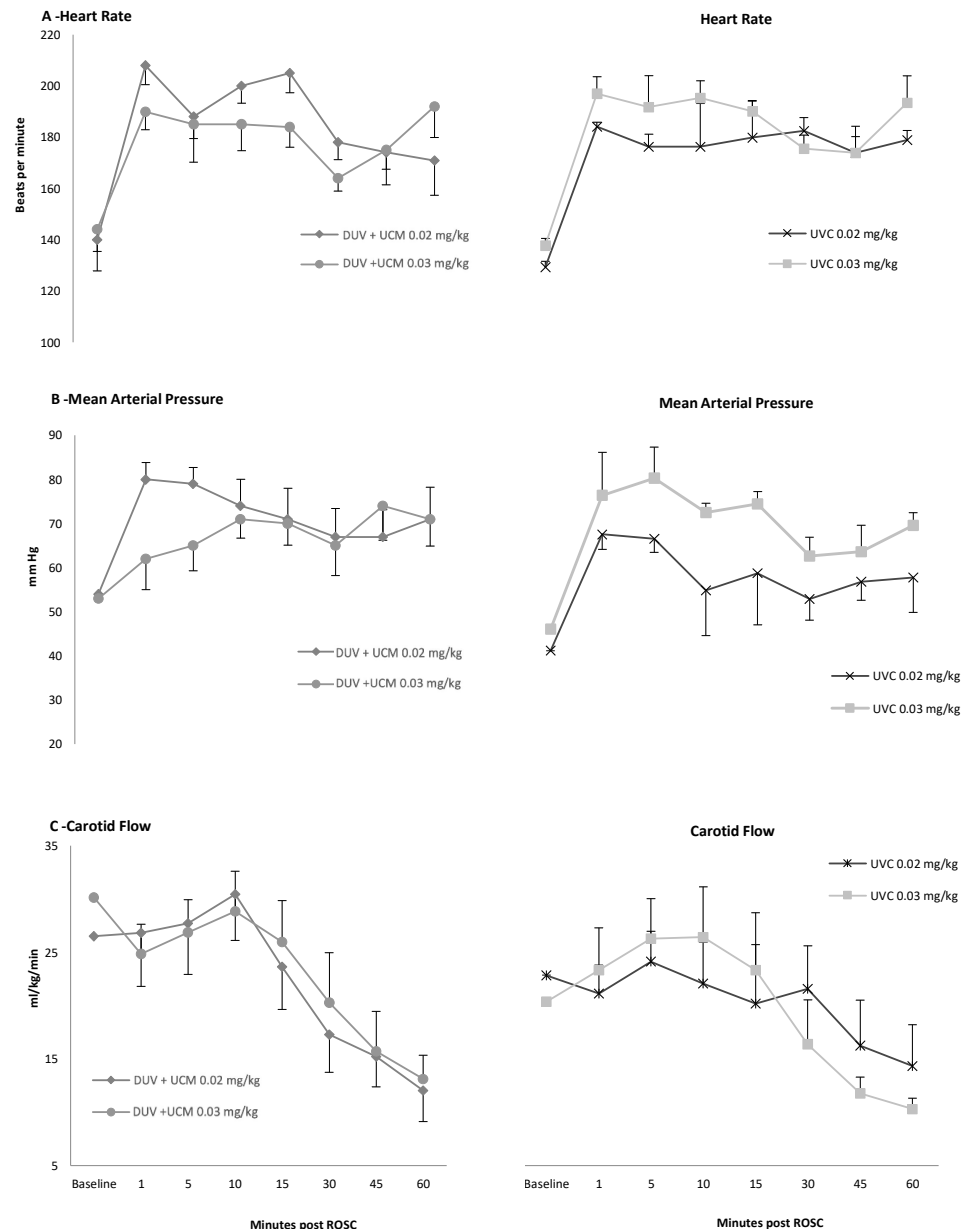 A -Heart Rate
Heart Rate
220
200
180
160
140
120
100
Beats per minute
DUV + UCM 0.02 mg/kg
DUV +UCM 0.03 mg/kg
UVC 0.02 mg/kg
UVC 0.03 mg/kg
B -Mean Arterial Pressure
Mean Arterial Pressure
90
80
70
60
50
40
30
20
mm Hg
DUV + UCM 0.02 mg/kg
DUV +UCM 0.03 mg/kg
UVC 0.02 mg/kg
UVC 0.03 mg/kg
C -Carotid Flow
Carotid Flow
35
25
15
5
ml/kg/min
DUV + UCM 0.02 mg/kg
DUV +UCM 0.03 mg/kg
UVC 0.02 mg/kg
UVC 0.03 mg/kg
Baseline 1 5 10 15 30 45 60
Minutes post ROSC
Baseline 1 5 10 15 30 45 60
Minutes post ROSC